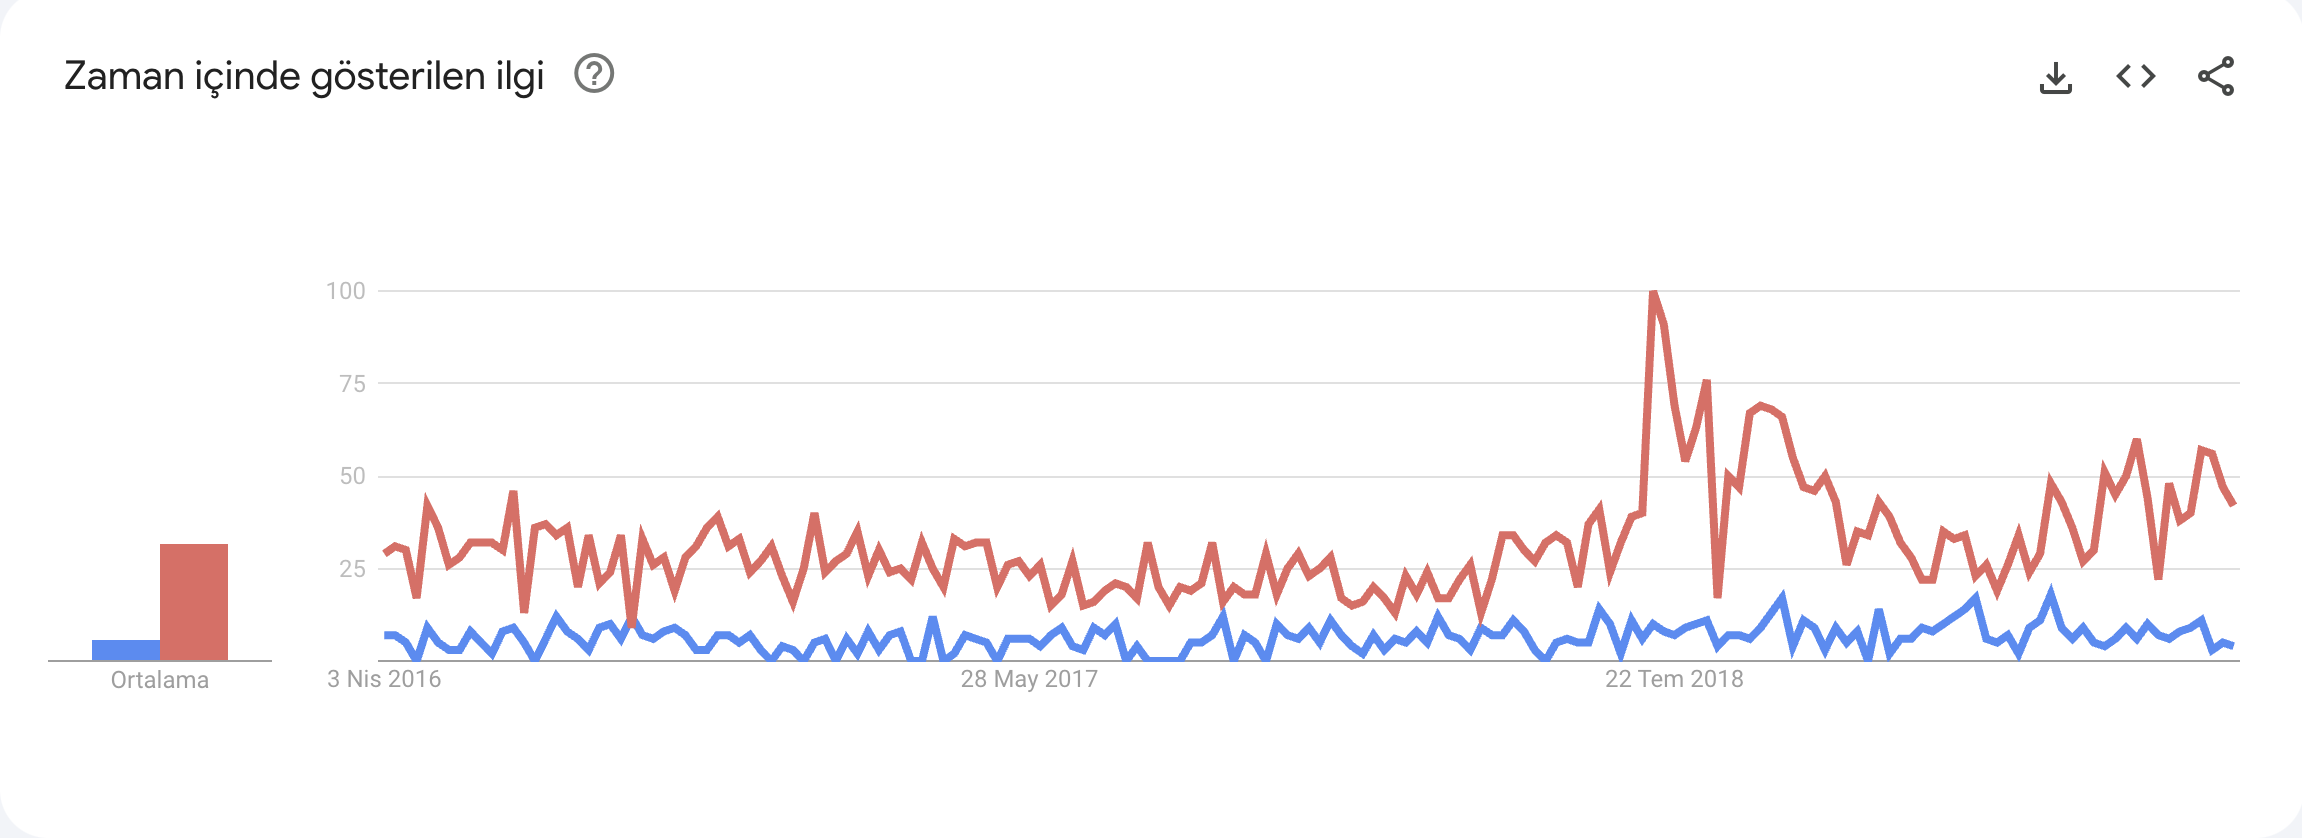 Zaman içinde gösterilen ilgi
100
75
50
25
Ortalama
3 Nis 2016
28 May 2017
22 Tem 2018